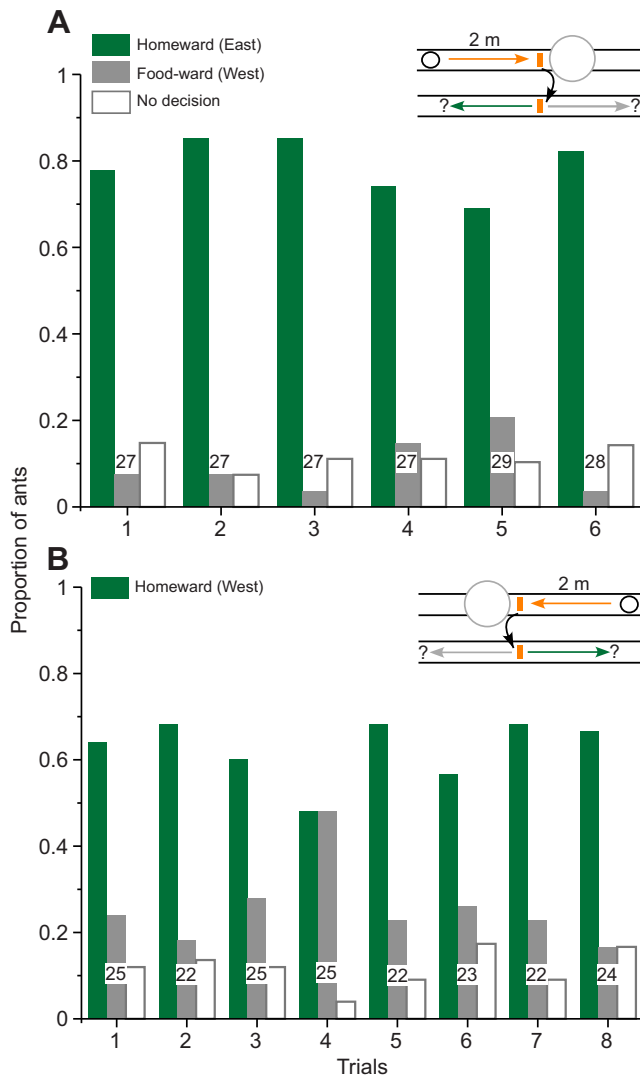 A
Homeward (East)
Food-ward (West)
No decision
2 m
?
?
1
0.8
0.6
0.4
0.2
0
27
27
27
27
29
28
1 2 3 4 5 6
Proportion of ants
B
Homeward (West)
2 m
?
?
1
0.8
0.6
0.4
0.2
0
25
22
25
25
22
23
22
24
1 2 3 4 5 6 7 8
Trials